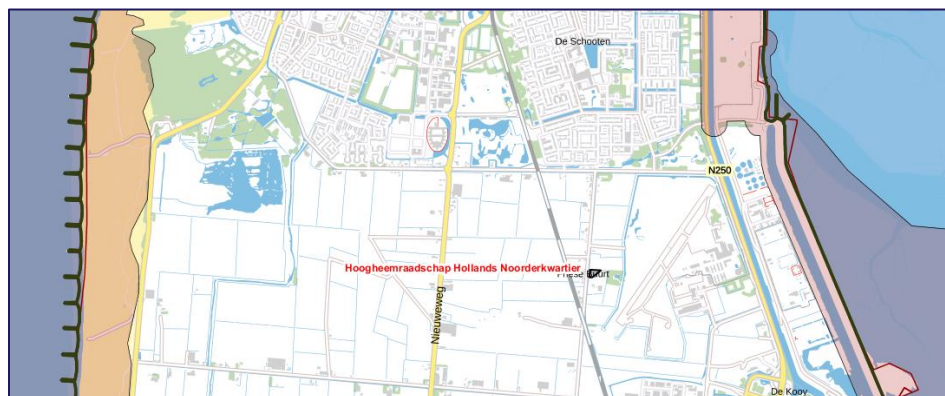 De Schooten
N250
Hoogheemraadschap Hollands Noorderkwartier
Nieuweweg
De Kooy